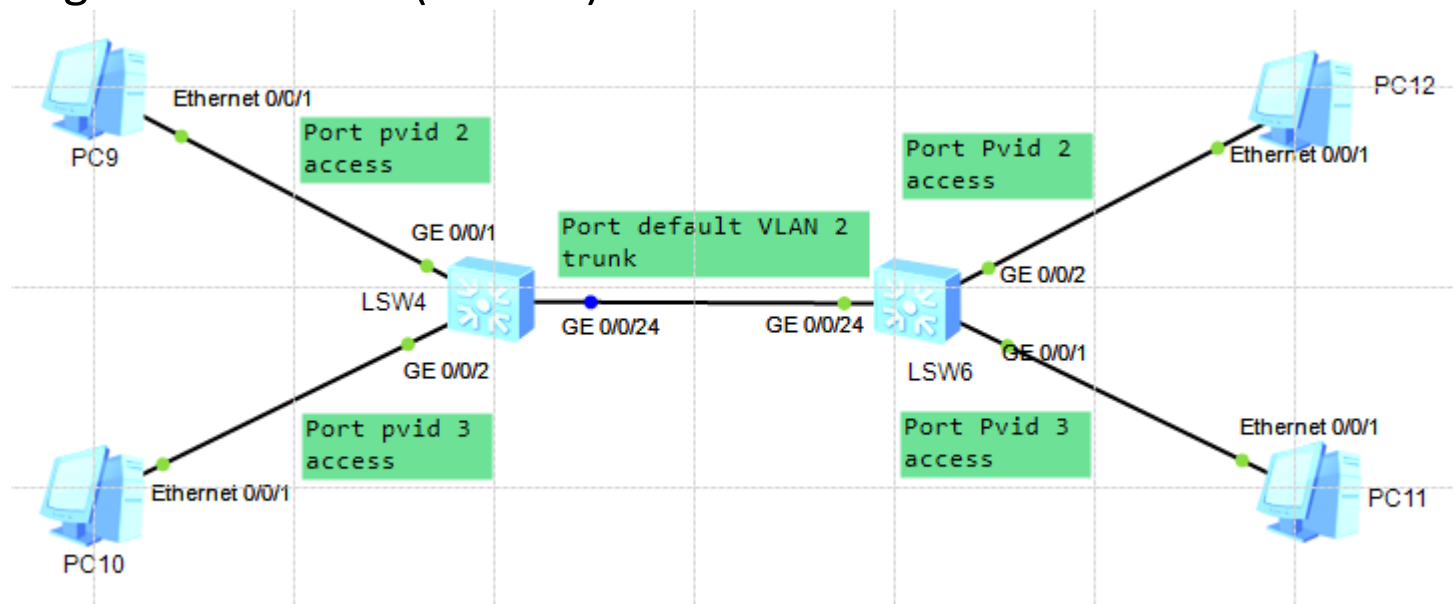 PC9
Ethernet 0/0/1
Port pvid 2
access
GE 0/0/1
LSW4
GE 0/0/2
Port pvid 3
access
Ethernet 0/0/1
PC10
Port default VLAN 2
trunk
GE 0/0/24
GE 0/0/24
Port Pvid 2
access
PC12
Ethernet 0/0/1
GE 0/0/2
GE 0/0/1
LSW6
Port Pvid 3
access
Ethernet 0/0/1
PC11